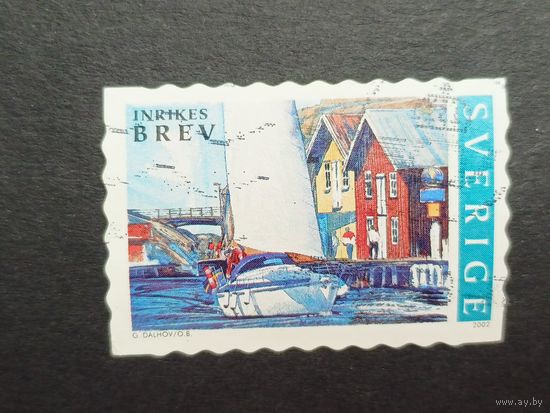 INRIKES
BREV
SVERIGE
G. DALHOV/O.B.
2002
www.ay.by